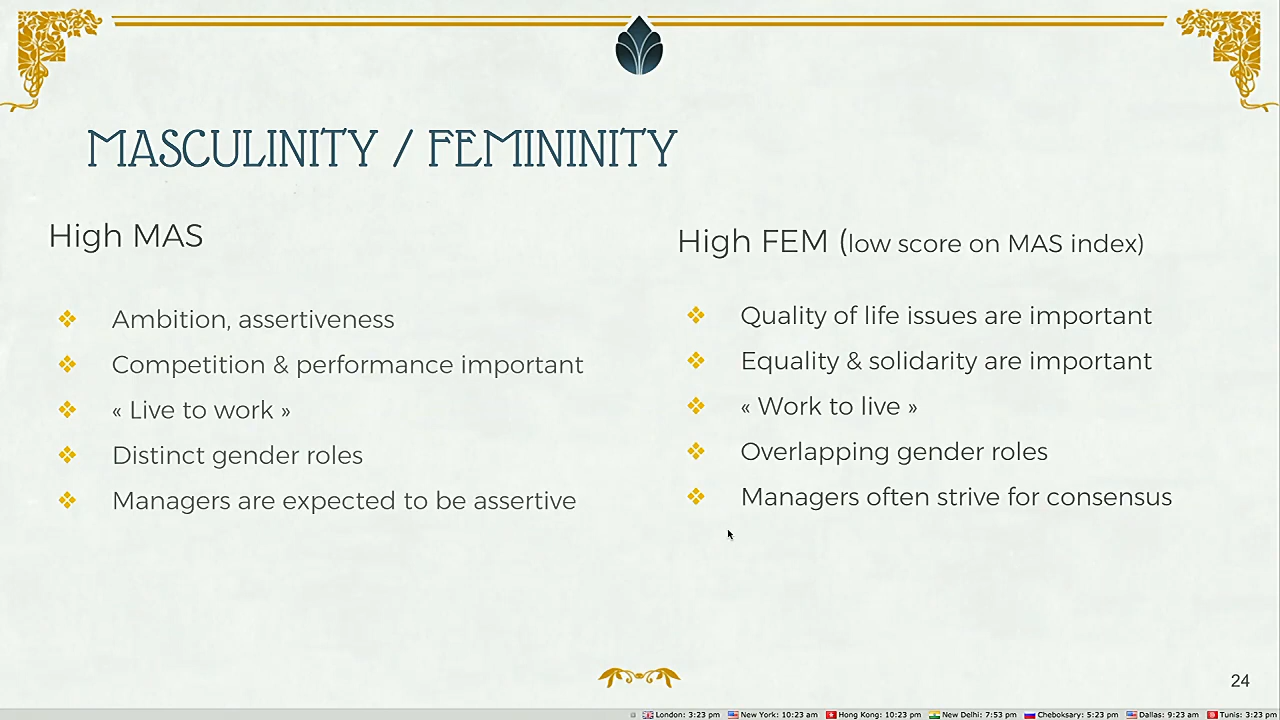 MASCULINITY / FEMININITY
High MAS
Ambition, assertiveness
Competition & performance important
« Live to work »
Distinct gender roles
Managers are expected to be assertive
High FEM (low score on MAS index)
Quality of life issues are important
Equality & solidarity are important
« Work to live »
Overlapping gender roles
Managers often strive for consensus
24
London: 3:23 pm New York: 10:23 am Hong Kong: 10:23 pm New Delhi: 7:53 pm Cheboksary: 5:23 pm Dallas: 9:23 am Tunis: 3:23 pm